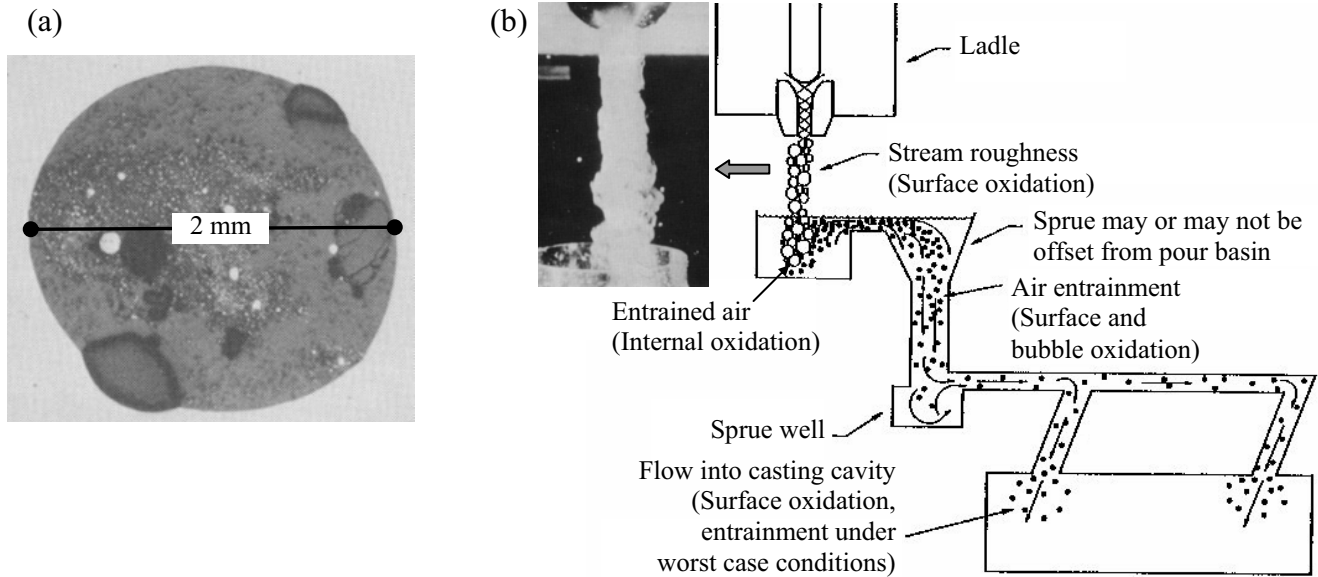 (a)
2 mm
(b)
Ladle
Stream roughness
(Surface oxidation)
Sprue may or may not be
offset from pour basin
Entrained air
(Internal oxidation)
Air entrainment
(Surface and
bubble oxidation)
Sprue well
Flow into casting cavity
(Surface oxidation,
entrainment under
worst case conditions)